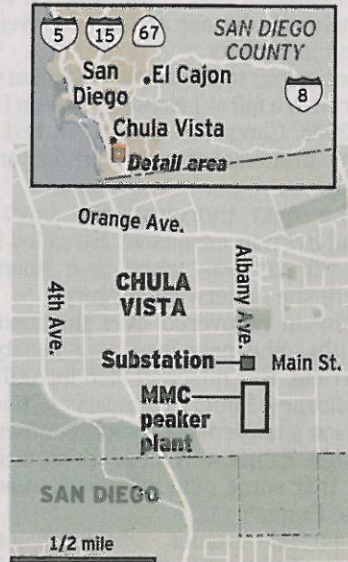 5
15
67
SAN DIEGO
COUNTY
San
Diego
El Cajon
8
Chula Vista
Detail area
Orange Ave.
4th Ave.
CHULA
VISTA
Albany Ave.
Substation
Main St.
MMC
peaker
plant
SAN DIEGO
1/2 mile